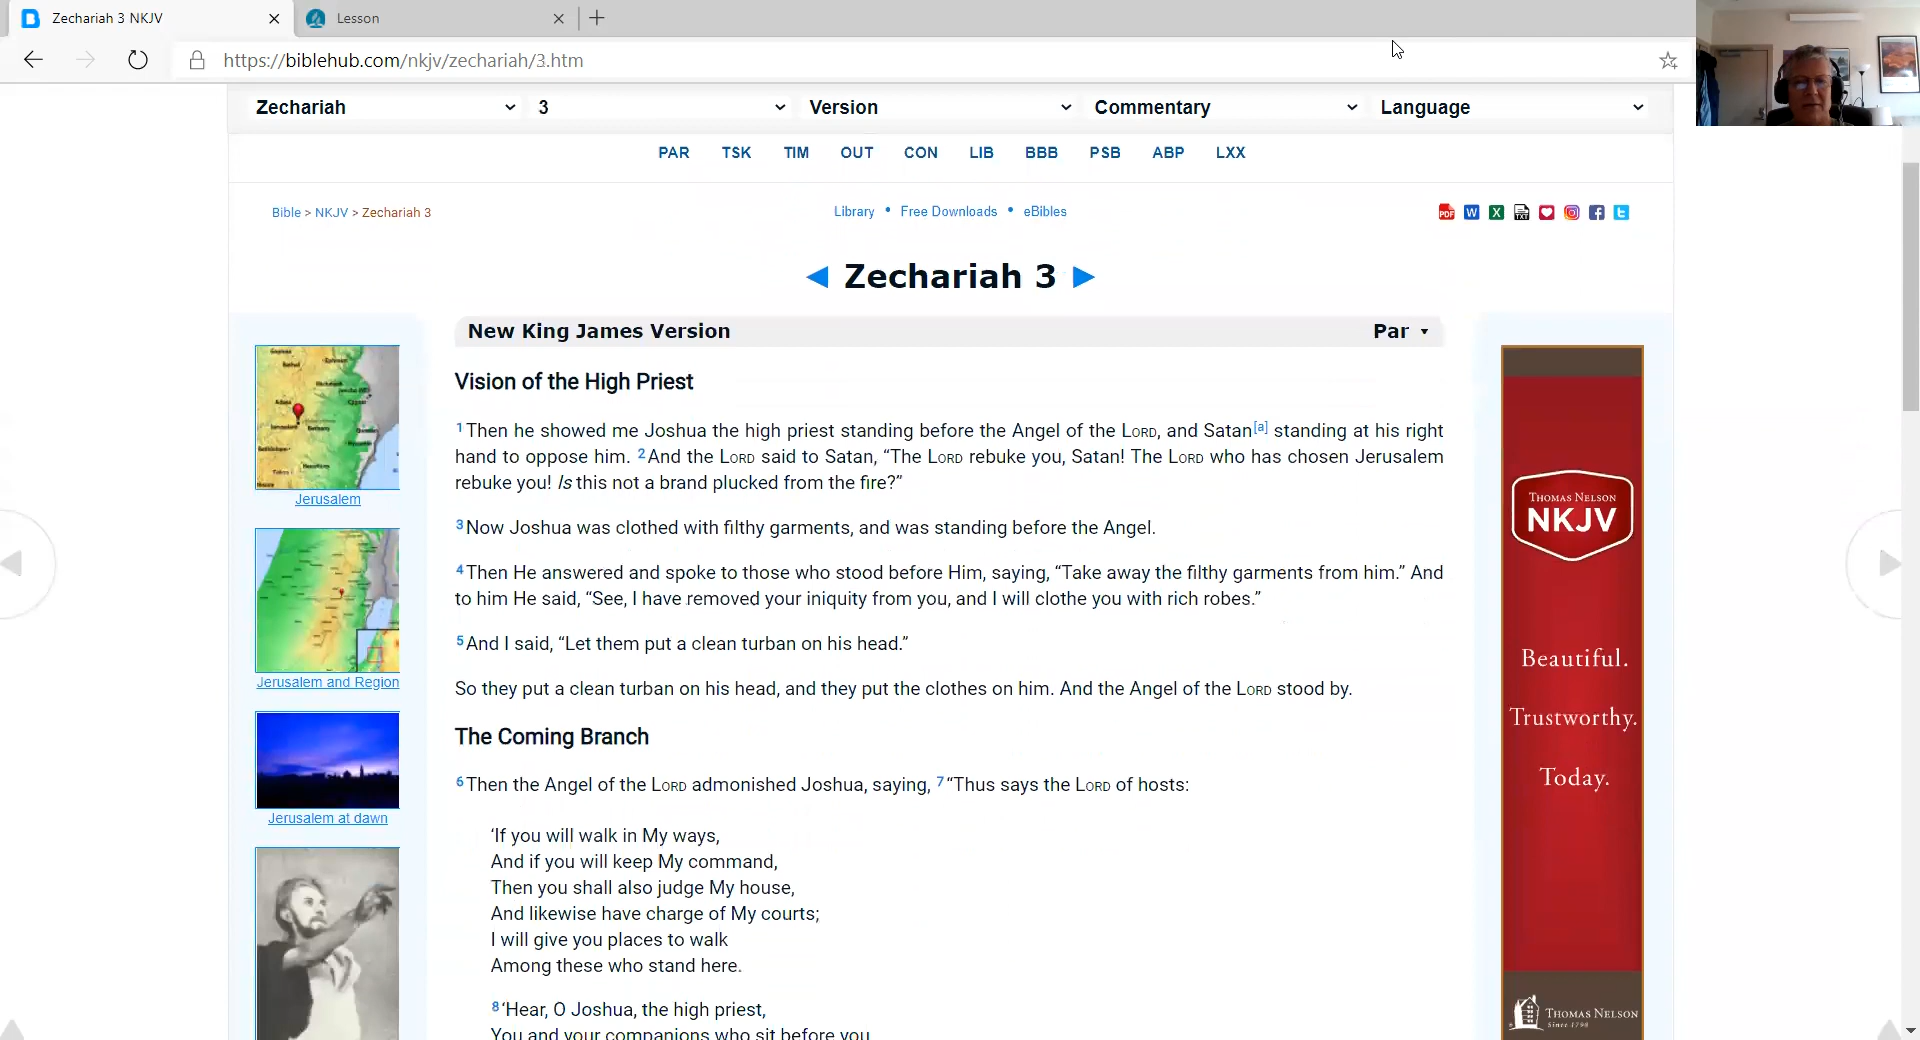 Zechariah 3 NKJV
Lesson
https://biblehub.com/nkjv/zechariah/3.htm
Zechariah 3 Version Commentary Language
PAR TSK TIM OUT CON LIB BBB PSB ABP LXX
Bible > NKJV > Zechariah 3
Library • Free Downloads • eBibles
PDF W X TXT
◄ Zechariah 3 ►
New King James Version Par ▼
Vision of the High Priest
1Then he showed me Joshua the high priest standing before the Angel of the LORD, and Satan[a] standing at his right
hand to oppose him. 2And the LORD said to Satan, “The LORD rebuke you, Satan! The LORD who has chosen Jerusalem
rebuke you! Is this not a brand plucked from the fire?”
3Now Joshua was clothed with filthy garments, and was standing before the Angel.
4Then He answered and spoke to those who stood before Him, saying, “Take away the filthy garments from him.” And
to him He said, “See, I have removed your iniquity from you, and I will clothe you with rich robes.”
5And I said, “Let them put a clean turban on his head.”
So they put a clean turban on his head, and they put the clothes on him. And the Angel of the LORD stood by.
The Coming Branch
6Then the Angel of the LORD admonished Joshua, saying, 7“Thus says the LORD of hosts:
‘If you will walk in My ways,
And if you will keep My command,
Then you shall also judge My house,
And likewise have charge of My courts;
I will give you places to walk
Among these who stand here.
8‘Hear, O Joshua, the high priest,
You and your companions who sit before you
Jerusalem
Jerusalem and Region
Jerusalem at dawn
THOMAS NELSON
NKJV
Beautiful.
Trustworthy.
Today.
THOMAS NELSON
Since 1798